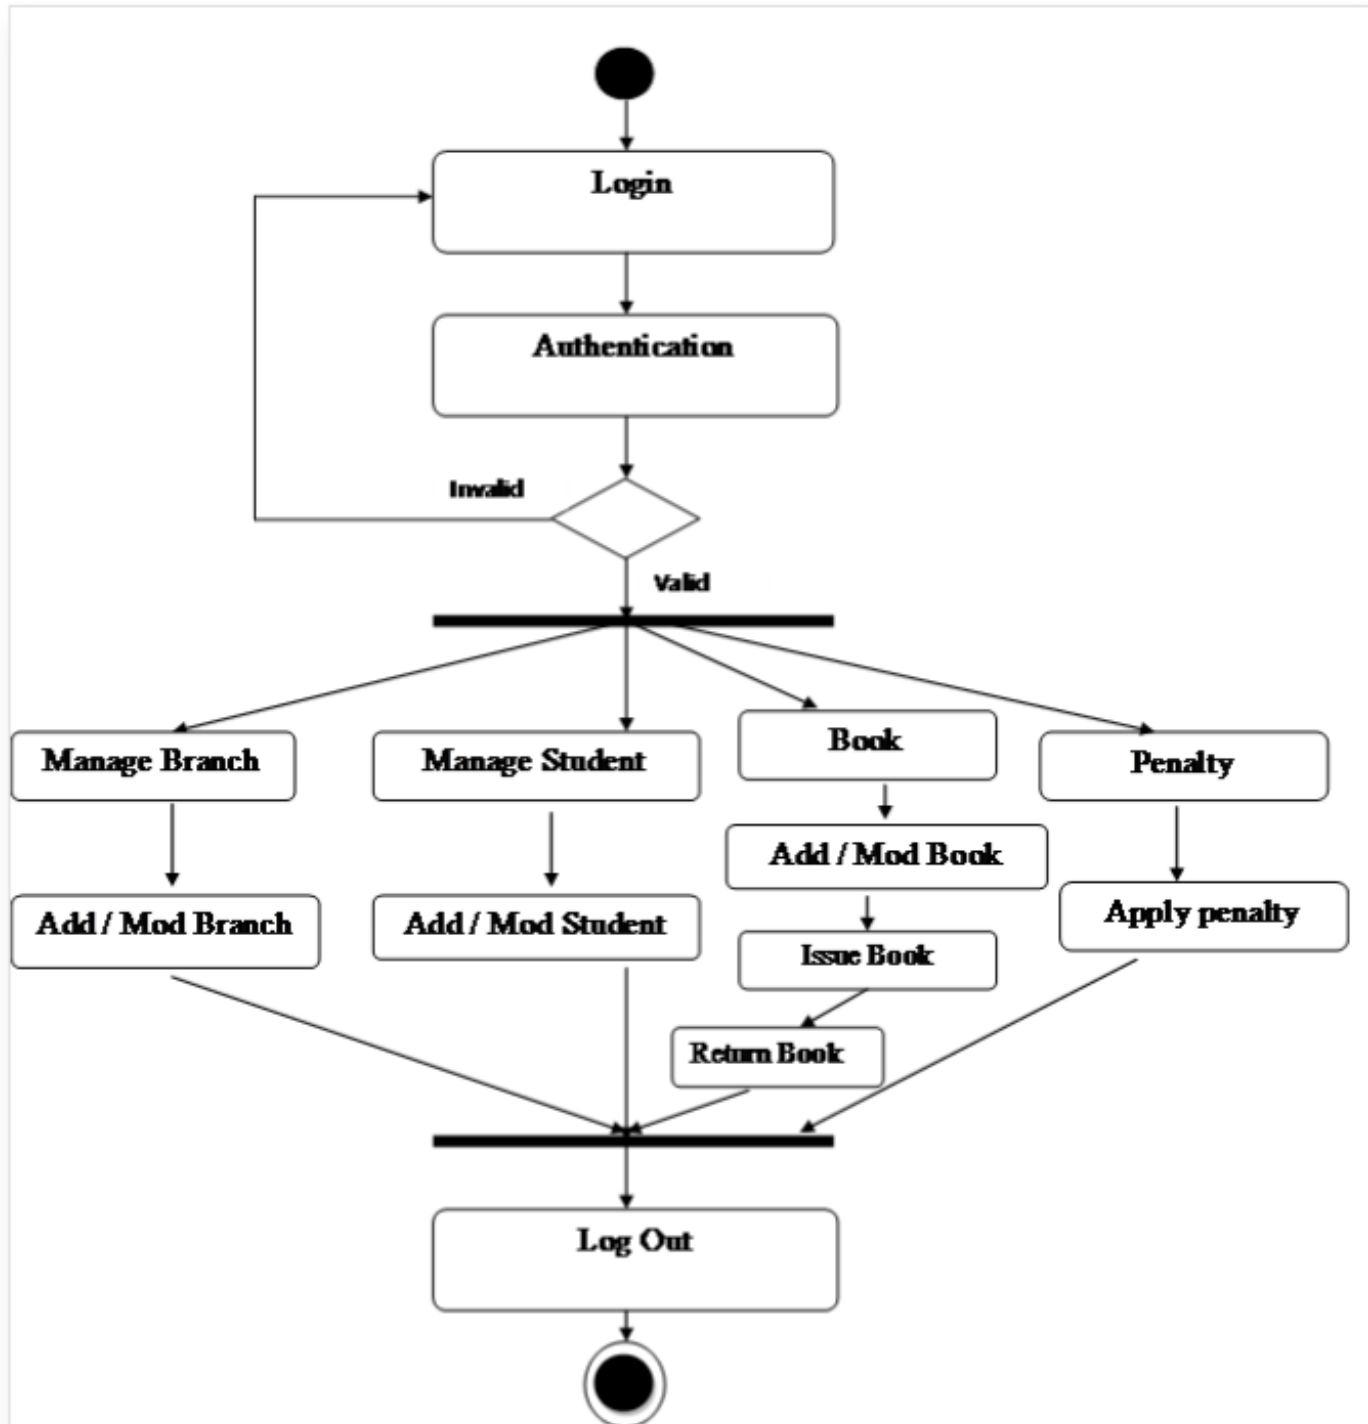 Login
Authentication
Invalid
Valid
Manage Branch
Manage Student
Book
Penalty
Add / Mod Book
Add / Mod Branch
Add / Mod Student
Apply penalty
Issue Book
Return Book
Log Out